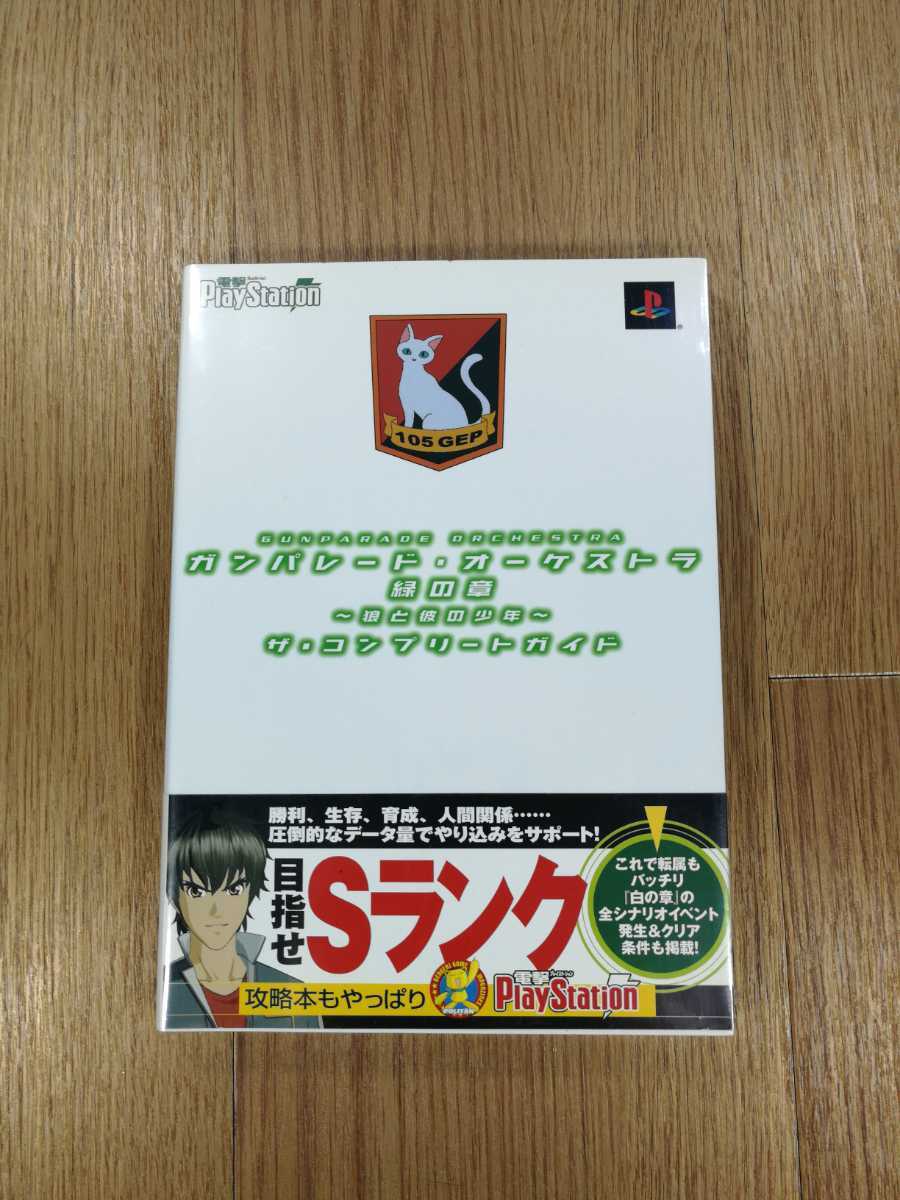 電撃
PlayStation
105 GEP
GUNPARADE ORCHESTRA
ガンパレード・オーケストラ
緑の章
～狼と彼の少年～
ザ・コンプリートガイド
勝利、生存、育成、人間関係……
圧倒的なデータ量でやり込みをサポート!
目指せ
Sランク
これで転属も
バッチリ
『白の章』の
全シナリオイベント
発生&クリア
条件も掲載!
攻略本もやっぱり
POLITAN
電撃
PlayStation